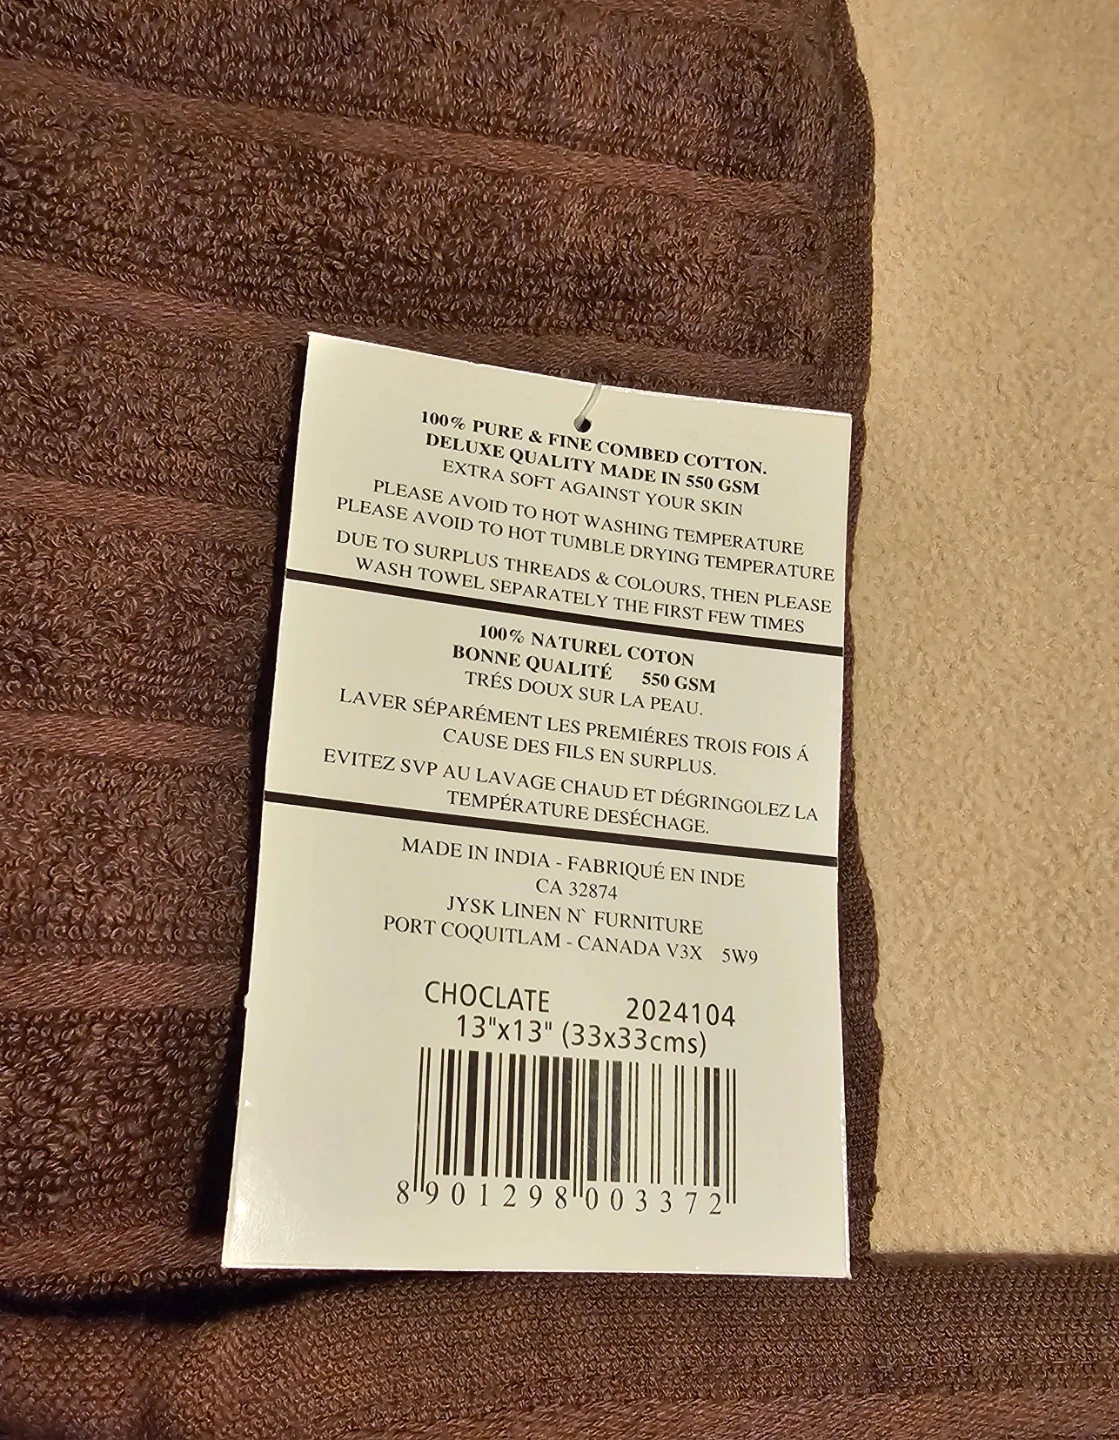 100% PURE & FINE COMBED COTTON.
DELUXE QUALITY MADE IN 550 GSM
EXTRA SOFT AGAINST YOUR SKIN
PLEASE AVOID TO HOT WASHING TEMPERATURE
PLEASE AVOID TO HOT TUMBLE DRYING TEMPERATURE
DUE TO SURPLUS THREADS & COLOURS, THEN PLEASE
WASH TOWEL SEPARATELY THE FIRST FEW TIMES
100% NATUREL COTON
BONNE QUALITÉ 550 GSM
TRÉS DOUX SUR LA PEAU.
LAVER SÉPARÉMENT LES PREMIÉRES TROIS FOIS Á
CAUSE DES FILS EN SURPLUS.
EVITEZ SVP AU LAVAGE CHAUD ET DÉGRINGOLEZ LA
TEMPÉRATURE DESÉCHAGE.
MADE IN INDIA - FABRIQUÉ EN INDE
CA 32874
JYSK LINEN N` FURNITURE
PORT COQUITLAM - CANADA V3X 5W9
CHOCLATE 2024104
13"x13" (33x33cms)
8 901298 003372